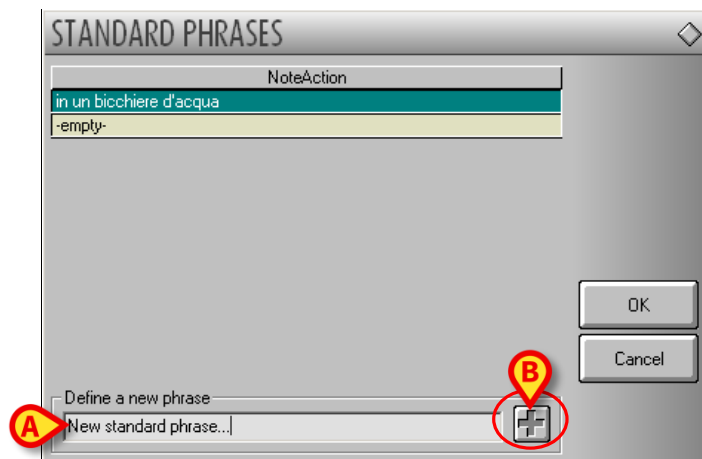 STANDARD PHRASES
NoteAction
in un bicchiere d'acqua
-empty-
OK
Cancel
B
Define a new phrase
A
New standard phrase...